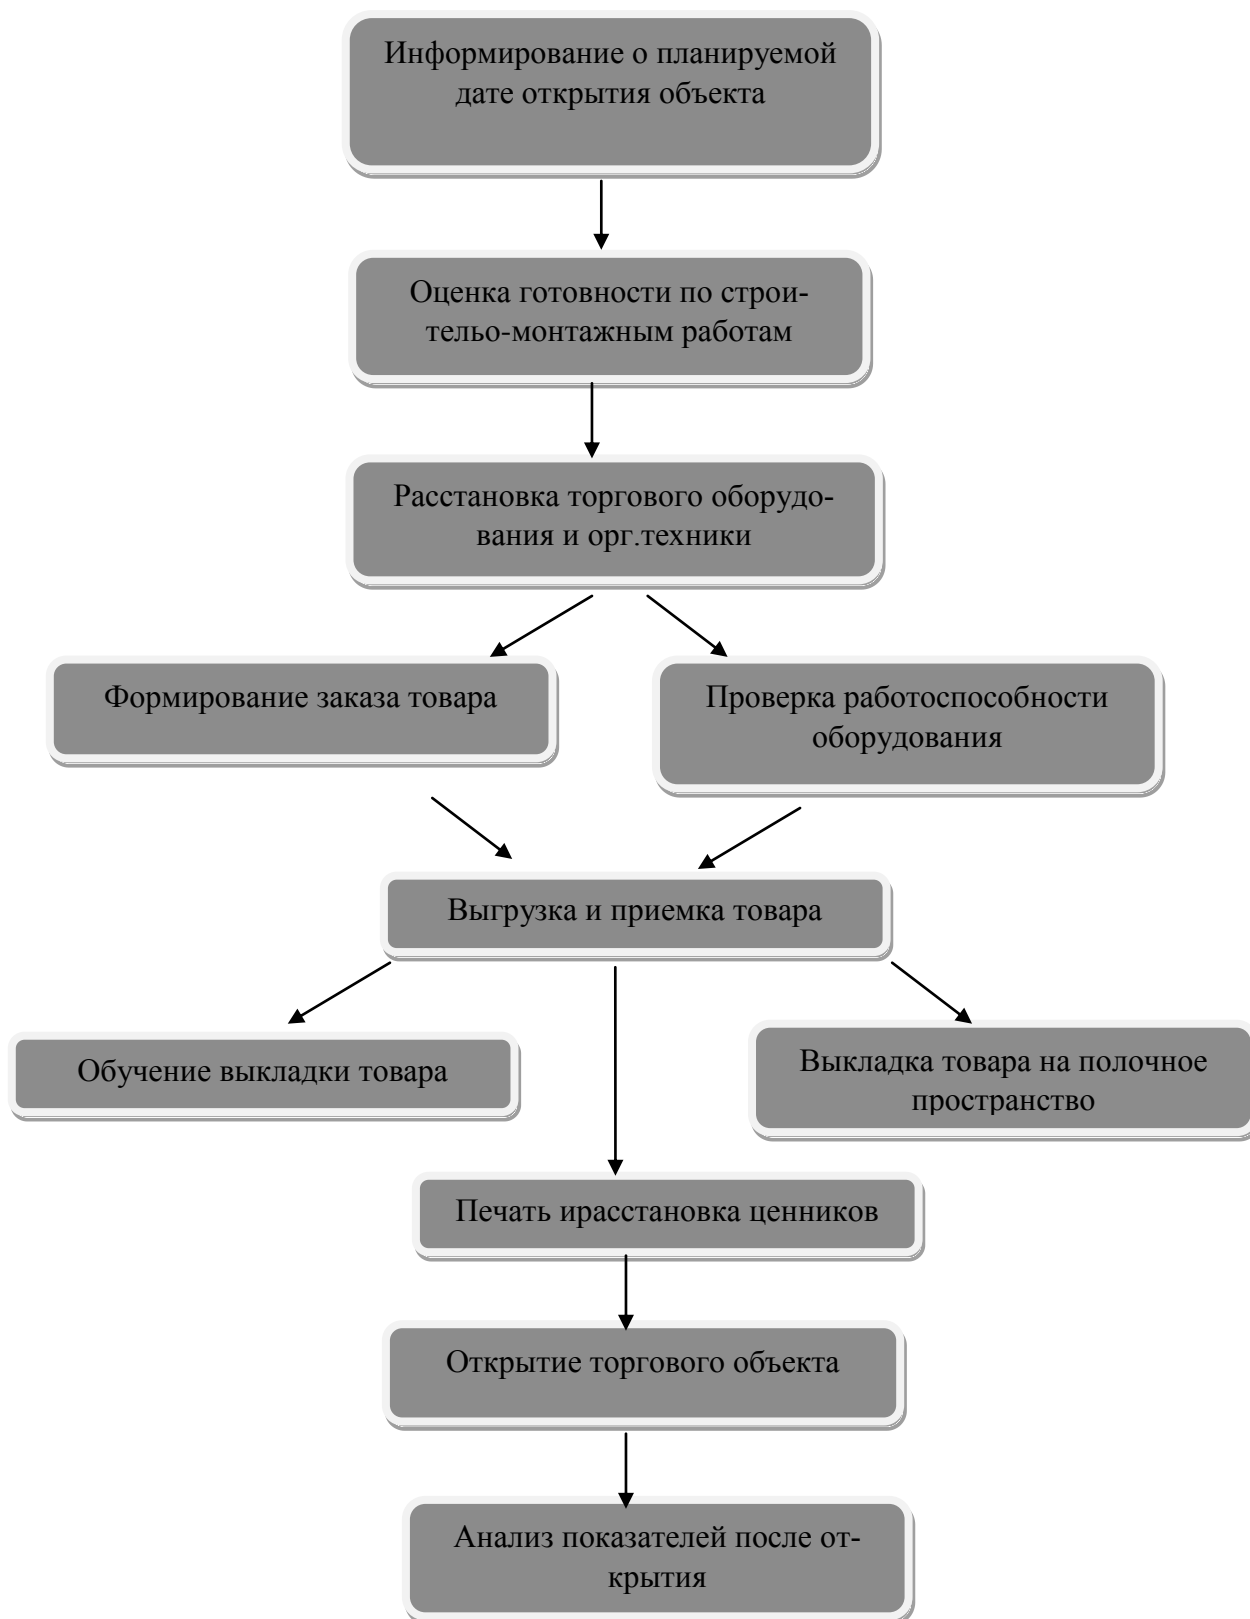 Информирование о планируемой
дате открытия объекта
Оценка готовности по строи-
тельо-монтажным работам
Расстановка торгового оборудо-
вания и орг.техники
Формирование заказа товара
Проверка работоспособности
оборудования
Выгрузка и приемка товара
Обучение выкладки товара
Выкладка товара на полочное
пространство
Печать ирасстановка ценников
Открытие торгового объекта
Анализ показателей после от-
крытия